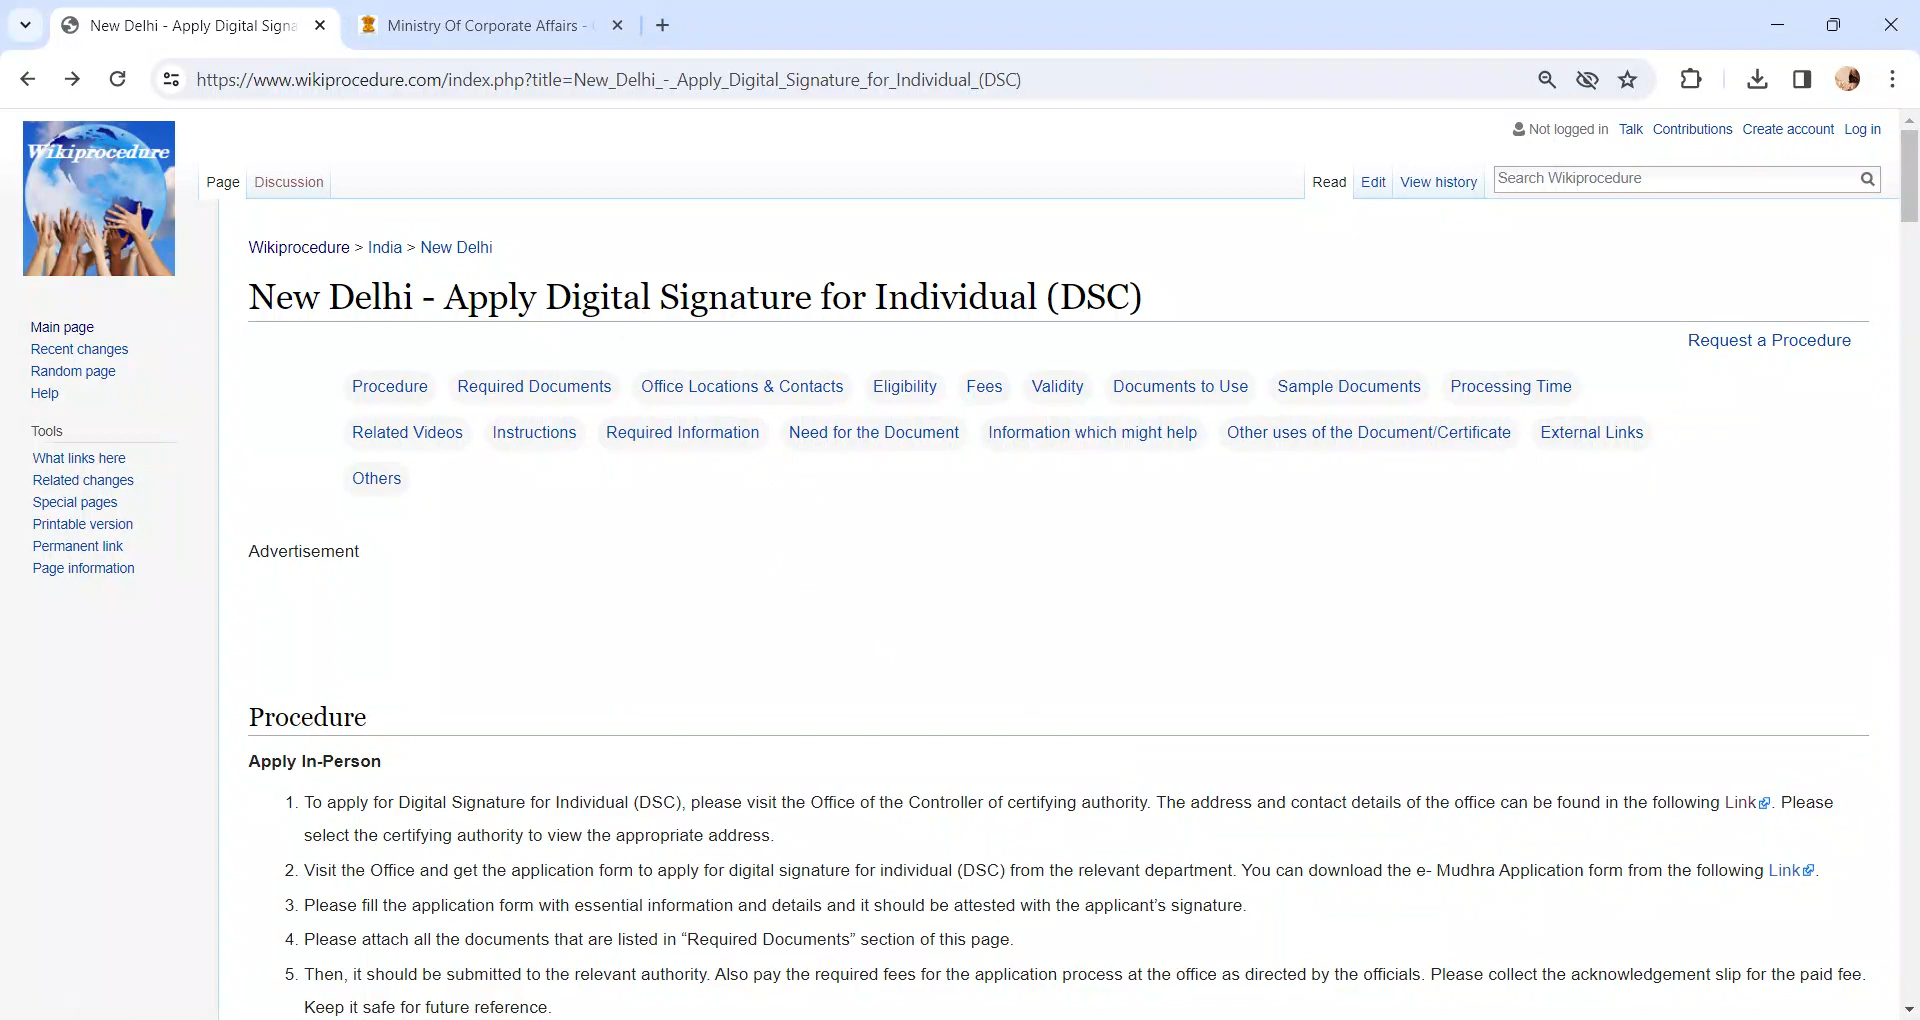 New Delhi - Apply Digital Signa
Ministry Of Corporate Affairs -
https://www.wikiprocedure.com/index.php?title=New_Delhi_-_Apply_Digital_Signature_for_Individual_(DSC)
Wikiprocedure
Not logged in Talk Contributions Create account Log in
Page Discussion Read Edit View history Search Wikiprocedure
Wikiprocedure > India > New Delhi
New Delhi - Apply Digital Signature for Individual (DSC)
Request a Procedure
Main page
Recent changes
Random page
Help
Tools
What links here
Related changes
Special pages
Printable version
Permanent link
Page information
Procedure Required Documents Office Locations & Contacts Eligibility Fees Validity Documents to Use Sample Documents Processing Time
Related Videos Instructions Required Information Need for the Document Information which might help Other uses of the Document/Certificate External Links
Others
Advertisement
Procedure
Apply In-Person
1. To apply for Digital Signature for Individual (DSC), please visit the Office of the Controller of certifying authority. The address and contact details of the office can be found in the following Link. Please
select the certifying authority to view the appropriate address.
2. Visit the Office and get the application form to apply for digital signature for individual (DSC) from the relevant department. You can download the e- Mudhra Application form from the following Link.
3. Please fill the application form with essential information and details and it should be attested with the applicant’s signature.
4. Please attach all the documents that are listed in “Required Documents” section of this page.
5. Then, it should be submitted to the relevant authority. Also pay the required fees for the application process at the office as directed by the officials. Please collect the acknowledgement slip for the paid fee.
Keep it safe for future reference.